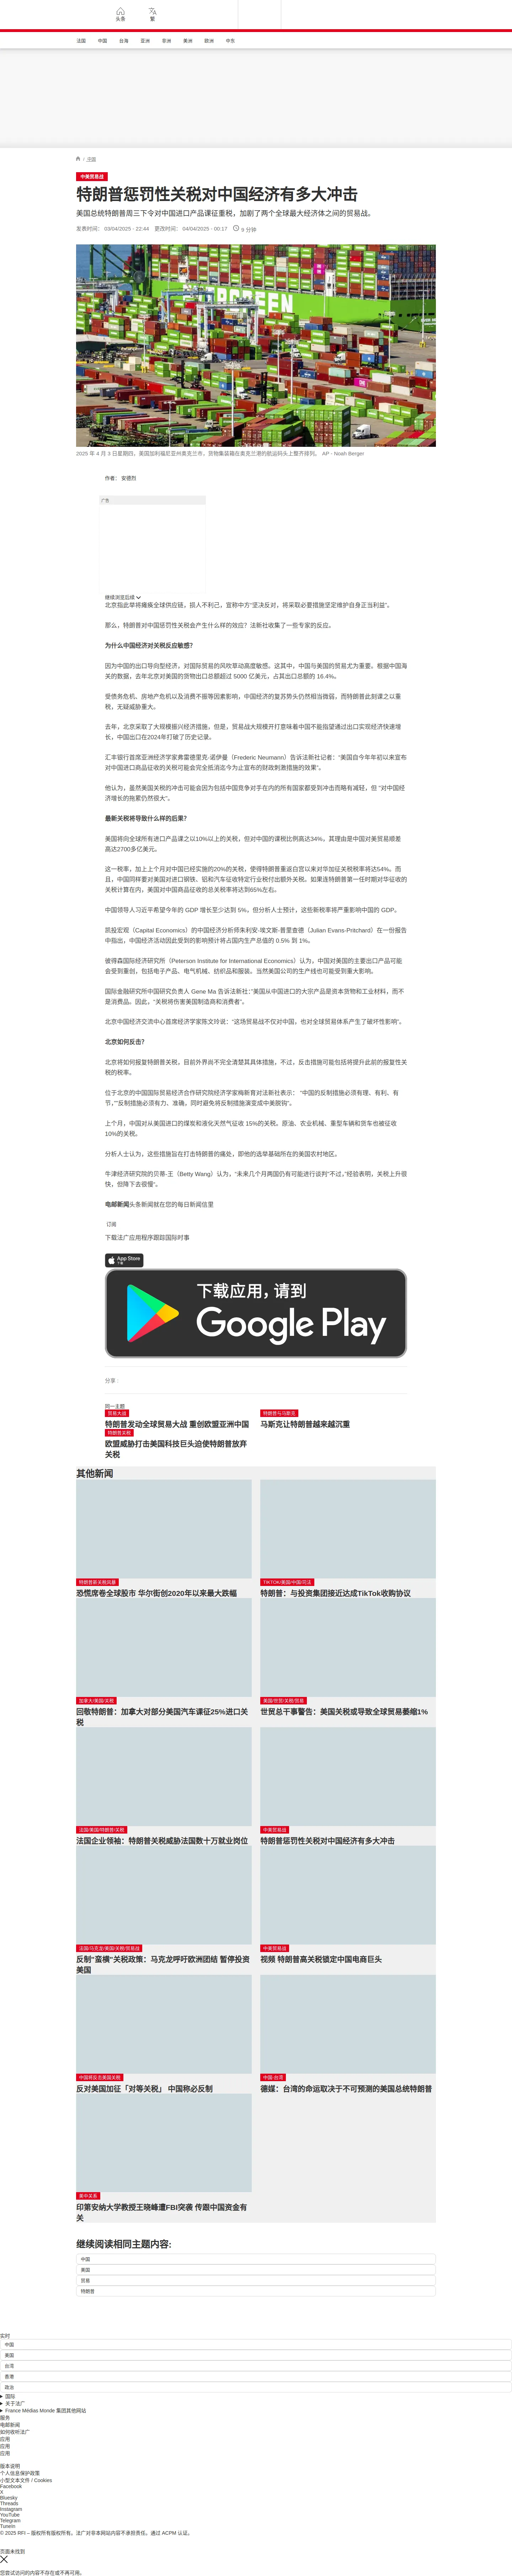 头条
繁
法国 中国 台海 亚洲 非洲 美洲 欧洲 中东
/ 中国
中美贸易战
特朗普惩罚性关税对中国经济有多大冲击
美国总统特朗普周三下令对中国进口产品课征重税，加剧了两个全球最大经济体之间的贸易战。
发表时间： 03/04/2025 - 22:44 更改时间： 04/04/2025 - 00:17 9 分钟
2025 年 4 月 3 日星期四，美国加利福尼亚州奥克兰市，货物集装箱在奥克兰港的航运码头上整齐排列。 AP - Noah Berger
作者： 安德烈
广告
继续浏览后续
北京指此举将瘫痪全球供应链，损人不利己，宣称中方“坚决反对，将采取必要措施坚定维护自身正当利益”。
那么，特朗普对中国惩罚性关税会产生什么样的效应？法新社收集了一些专家的反应。
为什么中国经济对关税反应敏感?
因为中国的出口导向型经济，对国际贸易的风吹草动高度敏感。这其中，中国与美国的贸易尤为重要。根据中国海
关的数据，去年北京对美国的货物出口总额超过 5000 亿美元，占其出口总额的 16.4%。
受债务危机、房地产危机以及消费不振等因素影响，中国经济的复苏势头仍然相当微弱，而特朗普此刻课之以重
税，无疑威胁重大。
去年，北京采取了大规模振兴经济措施，但是，贸易战大规模开打意味着中国不能指望通过出口实现经济快速增
长，中国出口在2024年打破了历史记录。
汇丰银行首席亚洲经济学家弗雷德里克-诺伊曼（Frederic Neumann）告诉法新社记者：“美国自今年年初以来宣布
对中国进口商品征收的关税可能会完全抵消迄今为止宣布的财政刺激措施的效果”。
他认为，虽然美国关税的冲击可能会因为包括中国竞争对手在内的所有国家都受到冲击而略有减轻，但 “对中国经
济增长的拖累仍然很大”。
最新关税将导致什么样的后果？
美国将向全球所有进口产品课之以10%以上的关税，但对中国的课税比例高达34%，其理由是中国对美贸易顺差
高达2700多亿美元。
这一税率，加上上个月对中国已经实施的20%的关税，使得特朗普重返白宫以来对华加征关税税率将达54%。而
且，中国同样要对美国对进口钢铁、铝和汽车征收特定行业税付出额外关税。如果连特朗普第一任时期对华征收的
关税计算在内，美国对中国商品征收的总关税率将达到65%左右。
中国领导人习近平希望今年的 GDP 增长至少达到 5%，但分析人士预计，这些新税率将严重影响中国的 GDP。
凯投宏观（Capital Economics）的中国经济分析师朱利安-埃文斯-普里查德（Julian Evans-Pritchard）在一份报告
中指出，中国经济活动因此受到的影响预计将占国内生产总值的 0.5% 到 1%。
彼得森国际经济研究所（Peterson Institute for International Economics）认为，中国对美国的主要出口产品可能
会受到重创，包括电子产品、电气机械、纺织品和服装。当然美国公司的生产线也可能受到重大影响。
国际金融研究所中国研究负责人 Gene Ma 告诉法新社：”美国从中国进口的大宗产品是资本货物和工业材料，而不
是消费品。因此，“关税将伤害美国制造商和消费者”。
北京中国经济交流中心首席经济学家陈文玲说：“这场贸易战不仅对中国，也对全球贸易体系产生了破坏性影响”。
北京如何反击？
北京将如何报复特朗普关税，目前外界尚不完全清楚其具体措施，不过，反击措施可能包括将提升此前的报复性关
税的税率。
位于北京的中国国际贸易经济合作研究院经济学家梅新育对法新社表示： “中国的反制措施必须有理、有利、有
节。”“反制措施必须有力、准确，同时避免将反制措施演变成中美脱钩”。
上个月，中国对从美国进口的煤炭和液化天然气征收 15%的关税。原油、农业机械、重型车辆和货车也被征收
10%的关税。
分析人士认为，这些措施旨在打击特朗普的痛处，即他的选举基础所在的美国农村地区。
牛津经济研究院的贝蒂-王（Betty Wang）认为，“未来几个月两国仍有可能进行谈判”不过，“经验表明，关税上升很
快，但降下去很慢”。
电邮新闻头条新闻就在您的每日新闻信里
订阅
下载法广应用程序跟踪国际时事
App Store
下载
下载应用，请到
Google Play
分享 :
同一主题
贸易大战
特朗普发动全球贸易大战 重创欧盟亚洲中国
特朗普与马斯克
马斯克让特朗普越来越沉重
特朗普关税
欧盟威胁打击美国科技巨头迫使特朗普放弃
关税
其他新闻
特朗普新关税风暴
恐慌席卷全球股市 华尔街创2020年以来最大跌幅
TIKTOK/美国/中国/司法
特朗普：与投资集团接近达成TikTok收购协议
加拿大/美国/关税
回敬特朗普：加拿大对部分美国汽车课征25%进口关
税
美国/世贸/关税/贸易
世贸总干事警告：美国关税或导致全球贸易萎缩1%
法国/美国/特朗普/关税
法国企业领袖：特朗普关税威胁法国数十万就业岗位
中美贸易战
特朗普惩罚性关税对中国经济有多大冲击
法国/马克龙/美国/关税/贸易战
反制"蛮横"关税政策：马克龙呼吁欧洲团结 暂停投资
美国
中美贸易战
视频 特朗普高关税锁定中国电商巨头
中国将反击美国关税
反对美国加征「对等关税」 中国称必反制
中国-台湾
德媒：台湾的命运取决于不可预测的美国总统特朗普
美中关系
印第安纳大学教授王晓峰遭FBI突袭 传跟中国资金有
关
继续阅读相同主题内容:
中国
美国
贸易
特朗普
实时
中国
美国
台湾
香港
政治
国际
关于法广
France Médias Monde 集团其他网站
服务
电邮新闻
如何收听法广
应用
应用
应用
版本说明
个人信息保护政策
小型文本文件 / Cookies
Facebook
X
Bluesky
Threads
Instagram
YouTube
Telegram
TuneIn
© 2025 RFI – 版权所有版权所有。法广对非本网站内容不承担责任。通过 ACPM 认证。
页面未找到
您尝试访问的内容不存在或不再可用。